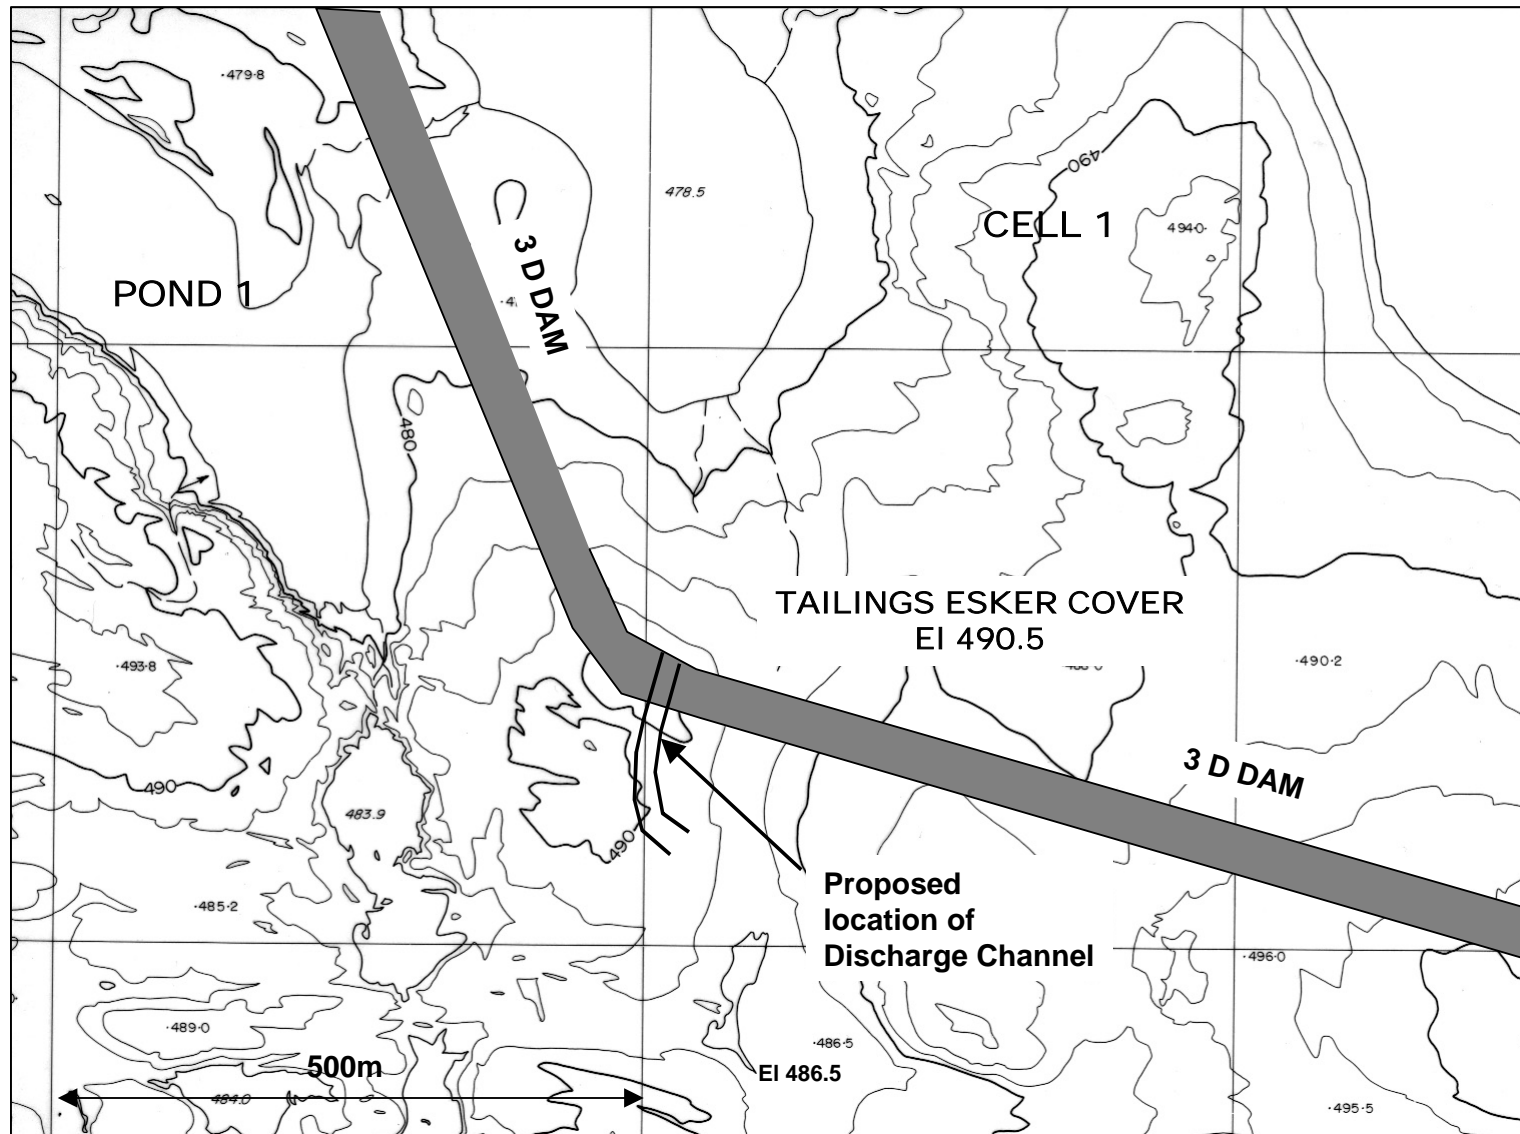 ·479·8
478.5
490
CELL 1
494·0·
POND 1
3 D DAM
480
TAILINGS ESKER COVER
El 490.5
·493·8
·490·2
3 D DAM
490
483.9
490
Proposed
location of
Discharge Channel
·485·2
·496·0
·489·0
·486·5
500m
El 486.5
484.0
·495·5